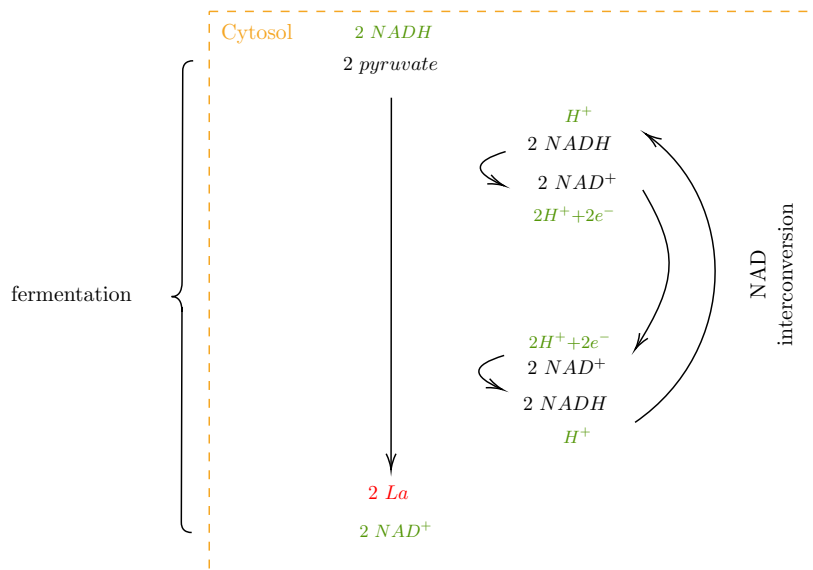 Cytosol
2 NADH
2 pyruvate
H⁺
2 NADH
2 NAD⁺
2H⁺+2e⁻
fermentation
NAD
interconversion
2H⁺+2e⁻
2 NAD⁺
2 NADH
H⁺
2 La
2 NAD⁺